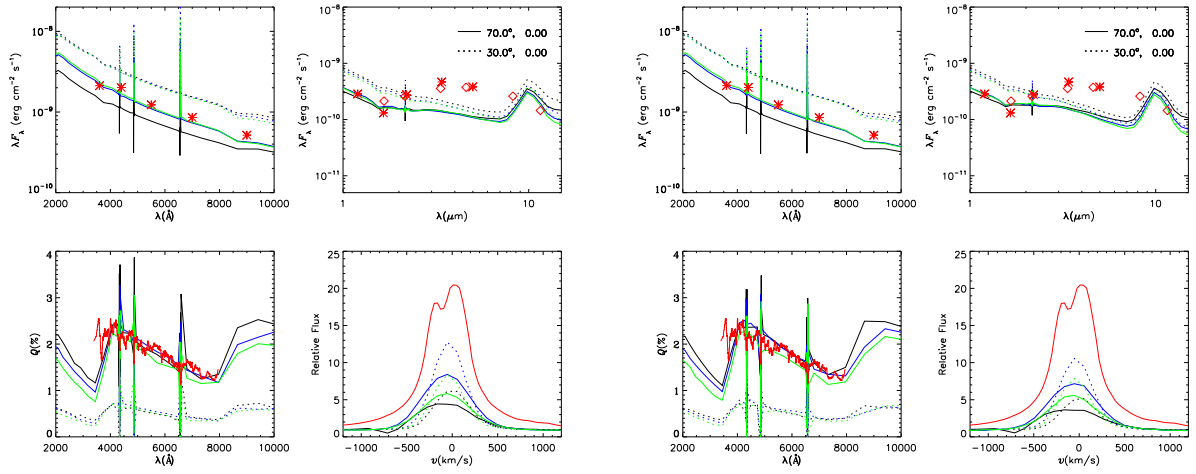 10⁻⁸
10⁻⁹
10⁻¹⁰
λF_λ (erg cm⁻² s⁻¹)
2000 4000 6000 8000 10000
λ(Å)
10⁻⁸
10⁻⁹
10⁻¹⁰
10⁻¹¹
λF_λ (erg cm⁻² s⁻¹)
70.0°, 0.00
30.0°, 0.00
1 10
λ(μm)
10⁻⁸
10⁻⁹
10⁻¹⁰
λF_λ (erg cm⁻² s⁻¹)
2000 4000 6000 8000 10000
λ(Å)
10⁻⁸
10⁻⁹
10⁻¹⁰
10⁻¹¹
λF_λ (erg cm⁻² s⁻¹)
70.0°, 0.00
30.0°, 0.00
1 10
λ(μm)
4
3
2
1
0
Q(%)
2000 4000 6000 8000 10000
λ(Å)
25
20
15
10
5
0
Relative Flux
−1000 −500 0 500 1000
v(km/s)
4
3
2
1
0
Q(%)
2000 4000 6000 8000 10000
λ(Å)
25
20
15
10
5
0
Relative Flux
−1000 −500 0 500 1000
v(km/s)